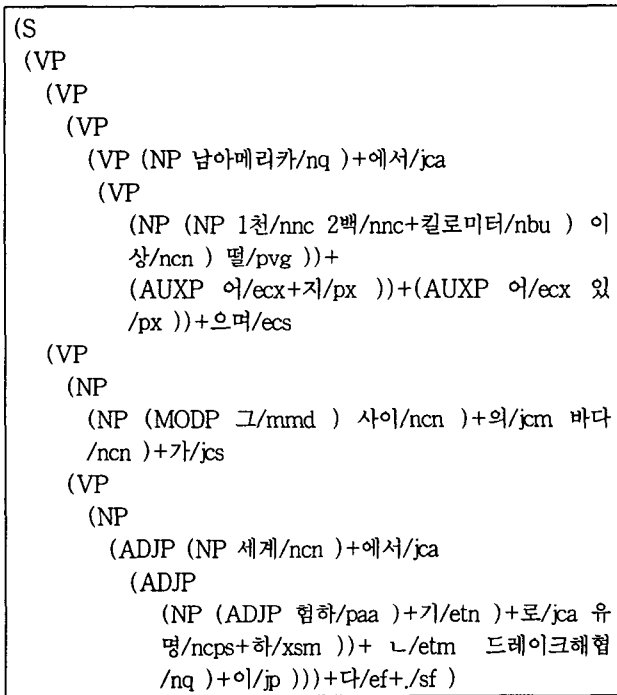 (S
(VP
(VP
(VP
(VP (NP 남아메리카/nq )+에서/jca
(VP
(NP (NP 1천/nnc 2백/nnc+킬로미터/nbu ) 이
상/ncn ) 떨/pvg ))+
(AUXP 어/ecx+지/px ))+(AUXP 어/ecx 있
/px ))+으며/ecs
(VP
(NP
(NP (MODP 그/mmd ) 사이/ncn )+의/jcm 바다
/ncn )+가/jcs
(VP
(NP
(ADJP (NP 세계/ncn )+에서/jca
(ADJP
(NP (ADJP 험하/paa )+기/etn )+로/jca 유
명/ncps+하/xsm ))+ ㄴ/etm 드레이크해협
/nq )+이/jp )))+다/ef+./sf )